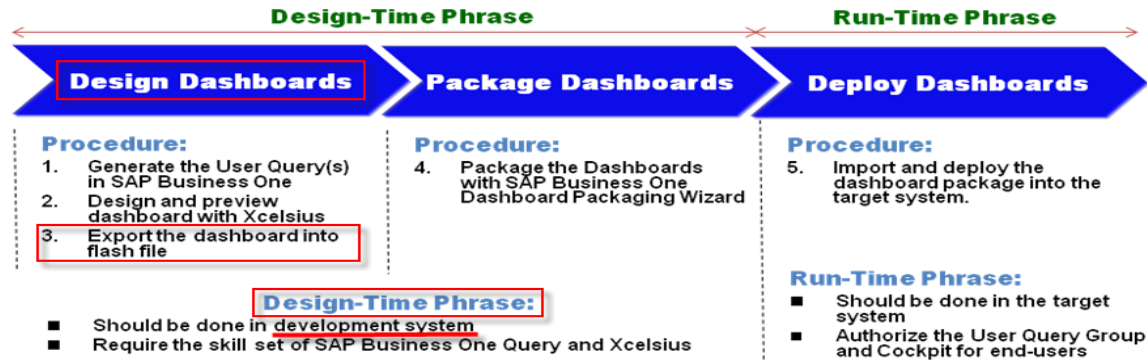 Design-Time Phrase
Run-Time Phrase
Design Dashboards
Package Dashboards
Deploy Dashboards
Procedure:
1. Generate the User Query(s)
in SAP Business One
2. Design and preview
dashboard with Xcelsius
3. Export the dashboard into
flash file
Procedure:
4. Package the Dashboards
with SAP Business One
Dashboard Packaging Wizard
Procedure:
5. Import and deploy the
dashboard package into the
target system.
Design-Time Phrase:
■ Should be done in development system
■ Require the skill set of SAP Business One Query and Xcelsius
Run-Time Phrase:
■ Should be done in the target
system
■ Authorize the User Query Group
and Cockpit for end-users